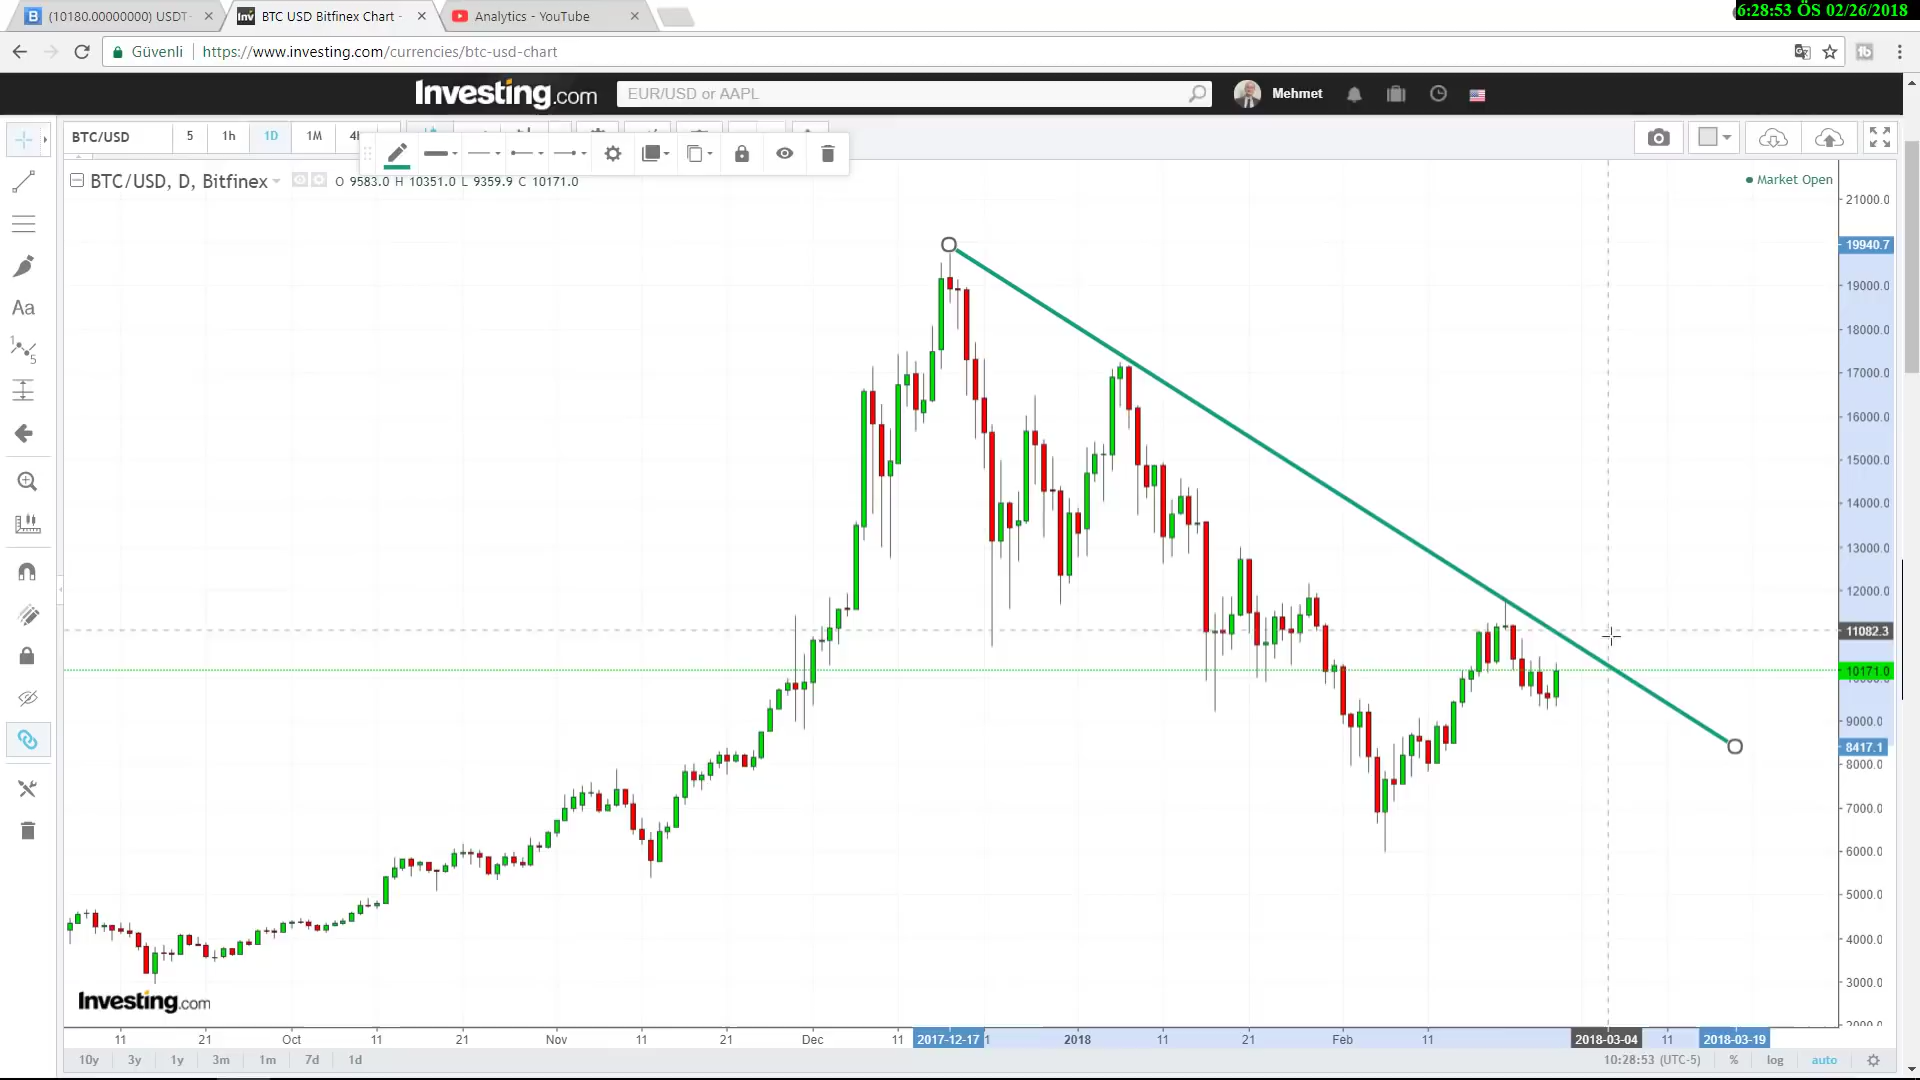 (10180.00000000) USDT
BTC USD Bitfinex Chart -
Analytics - YouTube
6:28:53 ÖS 02/26/2018
Güvenli
https://www.investing.com/currencies/btc-usd-chart
Investing.com
EUR/USD or AAPL
Mehmet
BTC/USD 5 1h 1D 1M
BTC/USD, D, Bitfinex
O 9583.0 H 10351.0 L 9359.9 C 10171.0
Market Open
21000.0
19940.7
19000.0
18000.0
17000.0
16000.0
15000.0
14000.0
13000.0
12000.0
11082.3
10171.0
10000.0
9000.0
8417.1
8000.0
7000.0
6000.0
5000.0
4000.0
3000.0
2000.0
Aa
5
Investing.com
11 21 Oct 11 21 Nov 11 21 Dec 11 2017-12-17 2018 11 21 Feb 11 2018-03-04 11 2018-03-19
10y 3y 1y 3m 1m 7d 1d
10:28:53 (UTC-5) % log auto